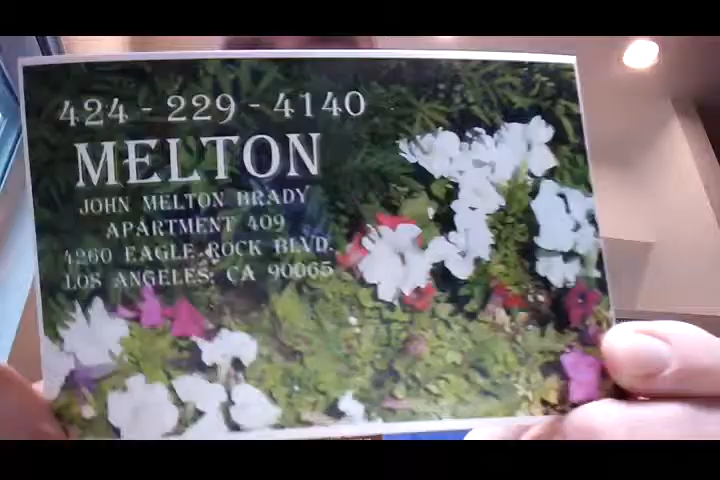 424 - 229 - 4140
MELTON
JOHN MELTON BRADY
APARTMENT 409
4260 EAGLE ROCK BLVD.
LOS ANGELES, CA 90065